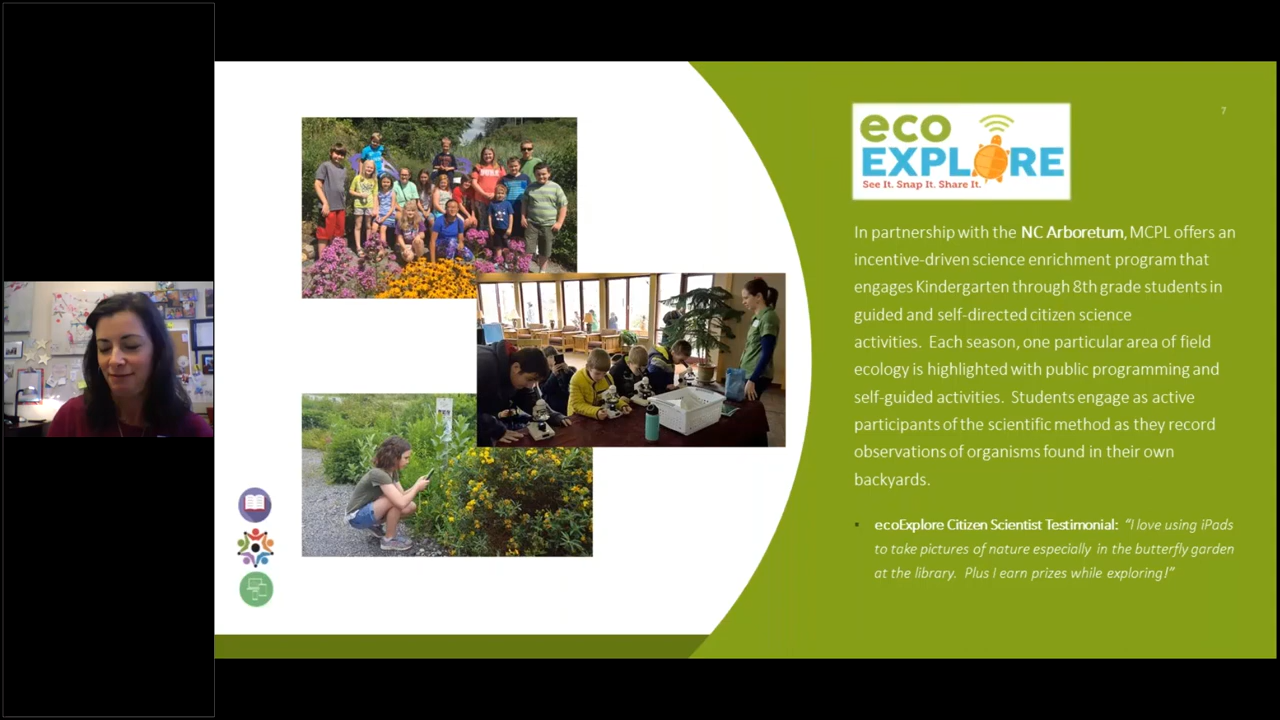 7
eco
EXPLORE
See It. Snap It. Share It.
In partnership with the NC Arboretum, MCPL offers an
incentive-driven science enrichment program that
engages Kindergarten through 8th grade students in
guided and self-directed citizen science
activities. Each season, one particular area of field
ecology is highlighted with public programming and
self-guided activities. Students engage as active
participants of the scientific method as they record
observations of organisms found in their own
backyards.
▪ ecoExplore Citizen Scientist Testimonial: “I love using iPads
to take pictures of nature especially in the butterfly garden
at the library. Plus I earn prizes while exploring!”